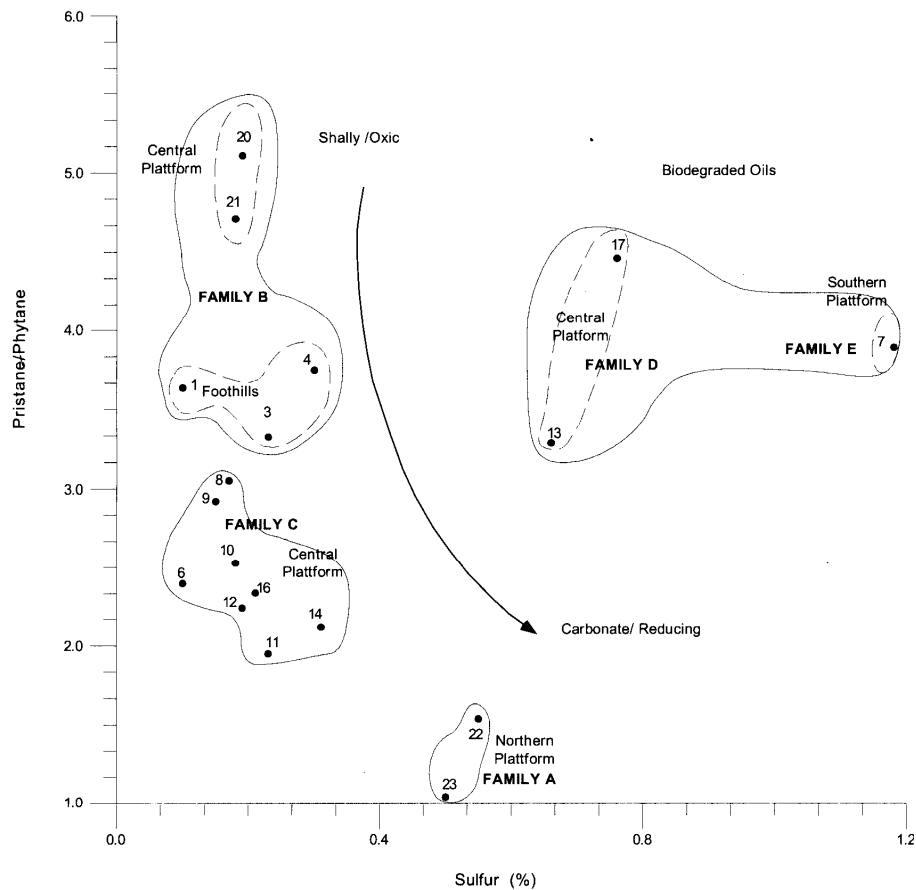 6.0
20
Shally /Oxic
Central
Plattform
5.0
Biodegraded Oils
21
17
Southern
Plattform
FAMILY B
Central
Platform
4.0
4
7
FAMILY E
FAMILY D
1
Foothills
3
13
Pristane/Phytane
3.0
8
9
FAMILY C
10
Central
Plattform
6
16
12
14
Carbonate/ Reducing
11
2.0
22
Northern
Plattform
FAMILY A
23
1.0
0.0
0.4
0.8
1.2
Sulfur (%)